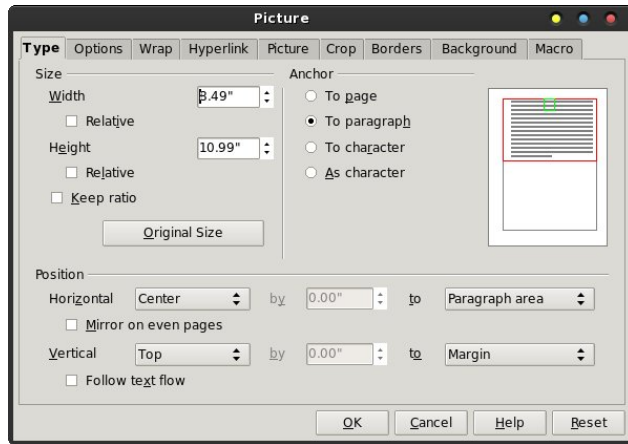 Picture
Type Options Wrap Hyperlink Picture Crop Borders Background Macro
Size
Width 8.49"
Relative
Height 10.99"
Relative
Keep ratio
Original Size
Anchor
To page
To paragraph
To character
As character
Position
Horizontal Center by 0.00" to Paragraph area
Mirror on even pages
Vertical Top by 0.00" to Margin
Follow text flow
OK Cancel Help Reset